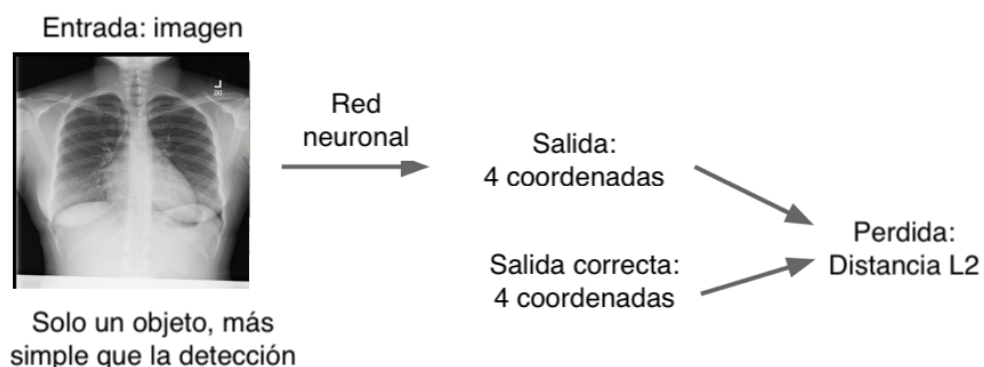 Entrada: imagen
L
Red
neuronal
Salida:
4 coordenadas
Salida correcta:
4 coordenadas
Perdida:
Distancia L2
Solo un objeto, más
simple que la detección